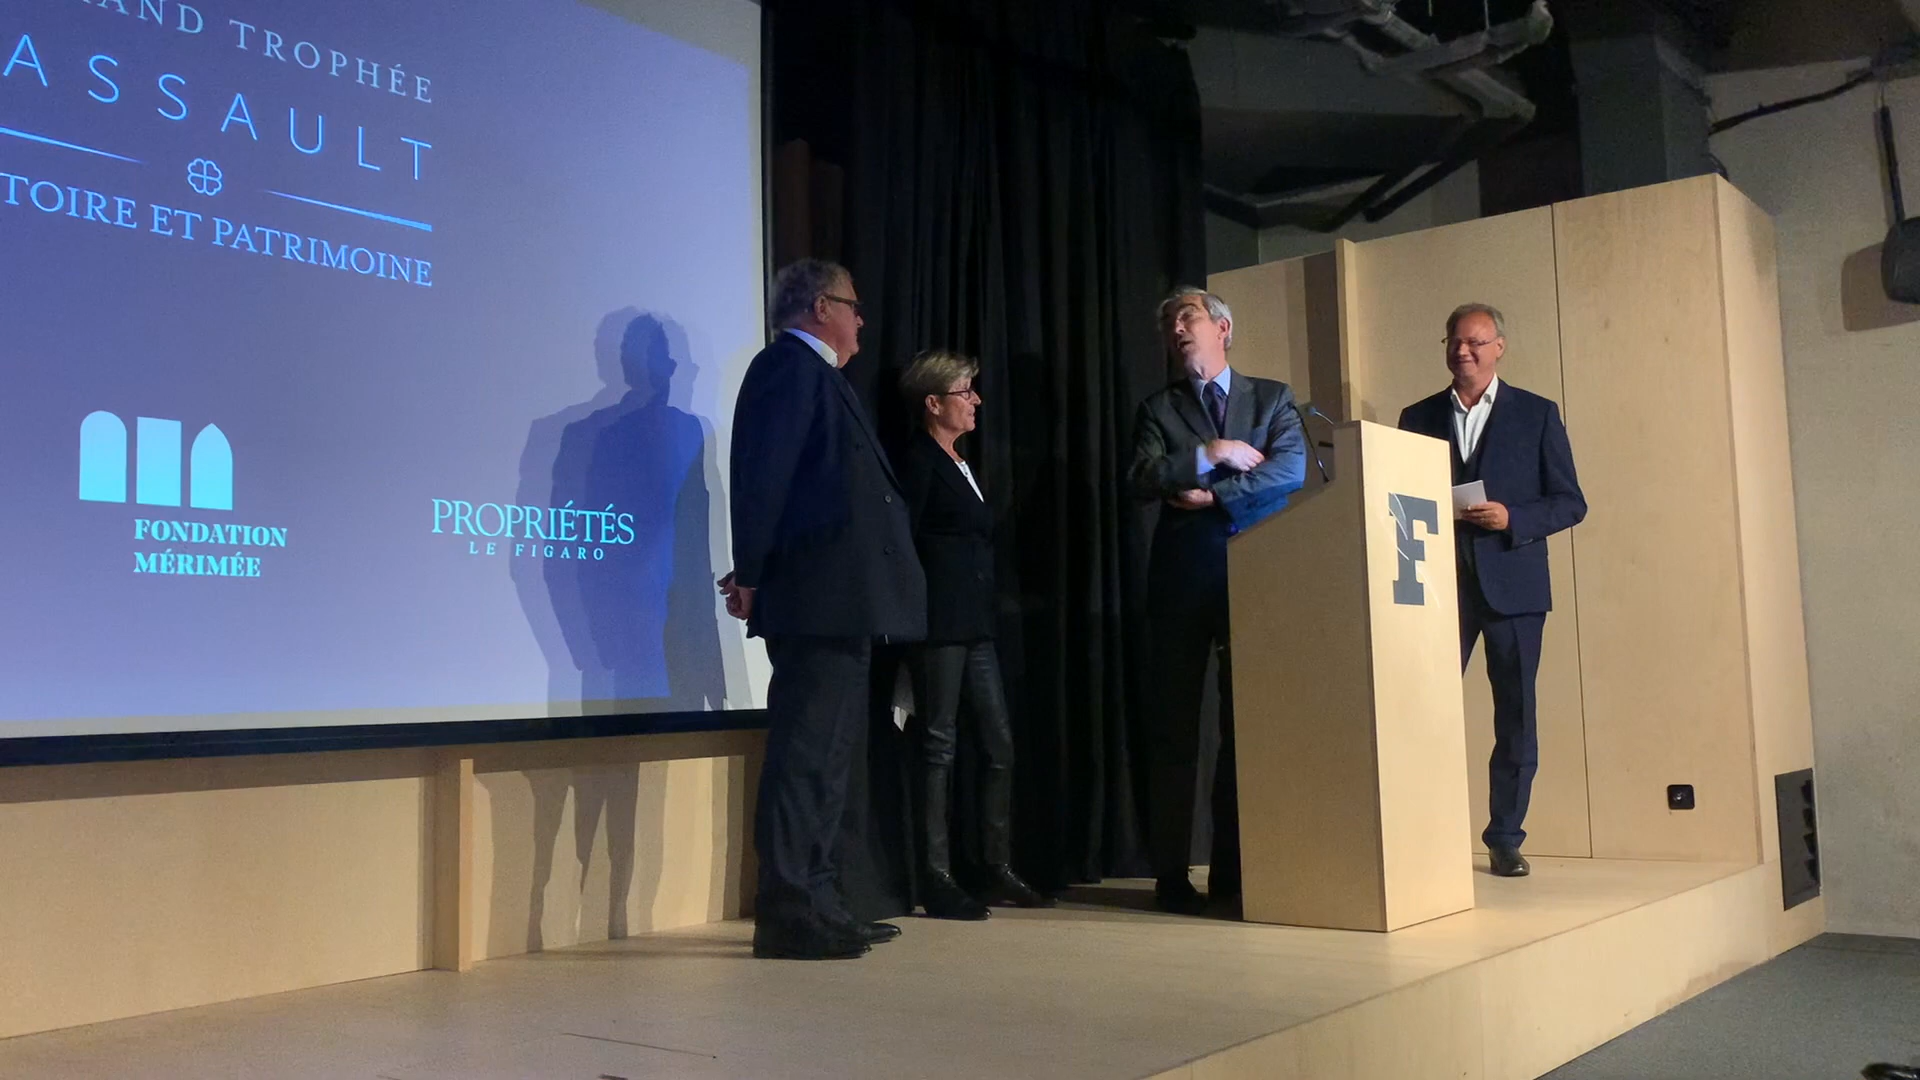 AND TROPHÉE
ASSAULT
TOIRE ET PATRIMOINE
FONDATION
MÉRIMÉE
PROPRIÉTÉS
LE FIGARO
F